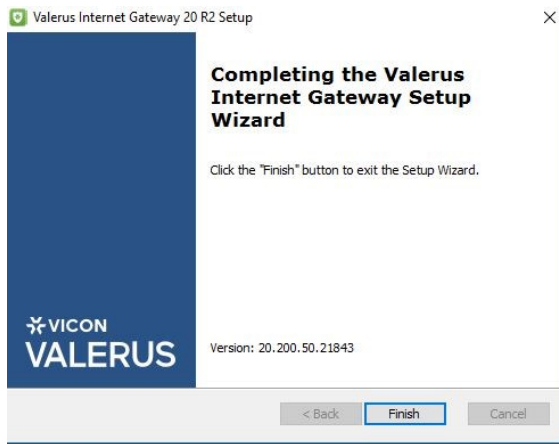 Valerus Internet Gateway 20 R2 Setup
Completing the Valerus
Internet Gateway Setup
Wizard
Click the "Finish" button to exit the Setup Wizard.
VICON
VALERUS
Version: 20.200.50.21843
< Back
Finish
Cancel